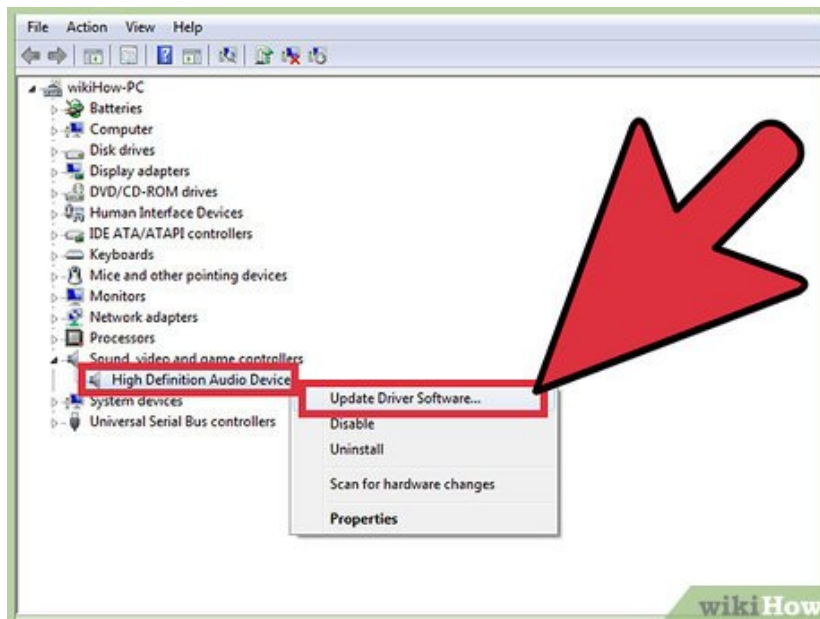 File Action View Help
wikiHow-PC
Batteries
Computer
Disk drives
Display adapters
DVD/CD-ROM drives
Human Interface Devices
IDE ATA/ATAPI controllers
Keyboards
Mice and other pointing devices
Monitors
Network adapters
Processors
Sound, video and game controllers
High Definition Audio Device
System devices
Universal Serial Bus controllers
Update Driver Software...
Disable
Uninstall
Scan for hardware changes
Properties
wikiHow